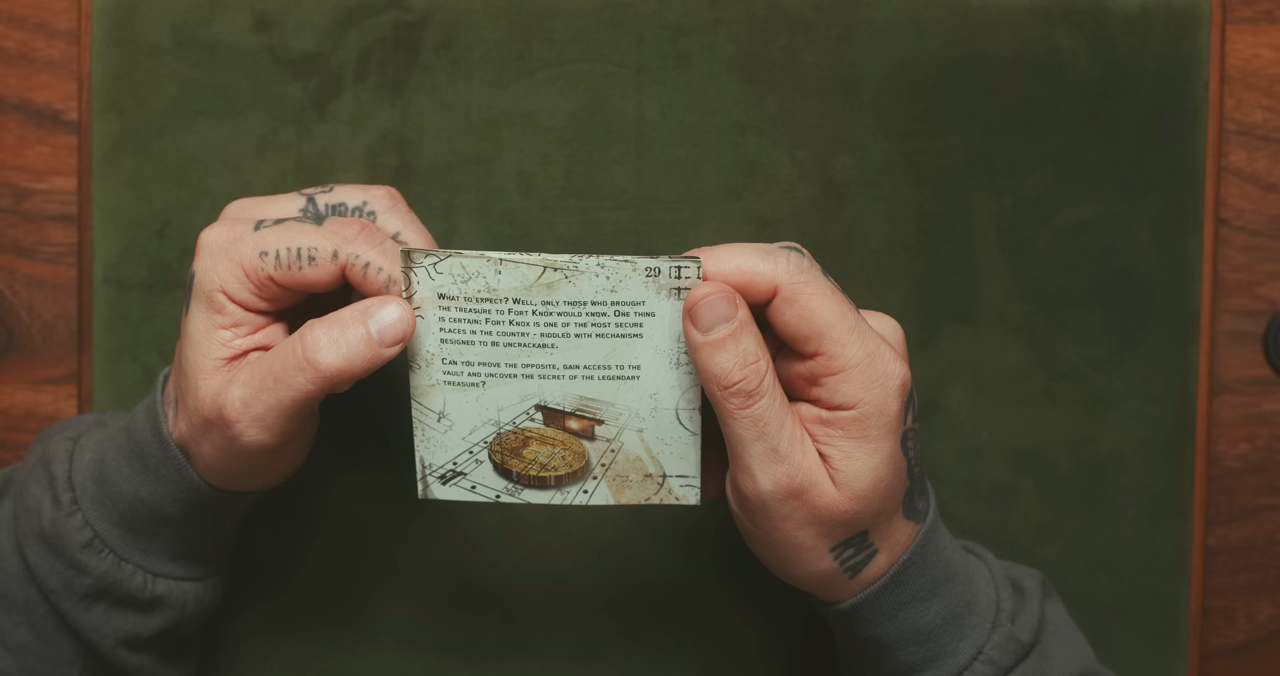 SAME AGAIN
29
What to expect? Well, only those who brought
the treasure to Fort Knox would know. One thing
is certain: Fort Knox is one of the most secure
places in the country - riddled with mechanisms
designed to be uncrackable.
Can you prove the opposite, gain access to the
vault and uncover the secret of the legendary
treasure?